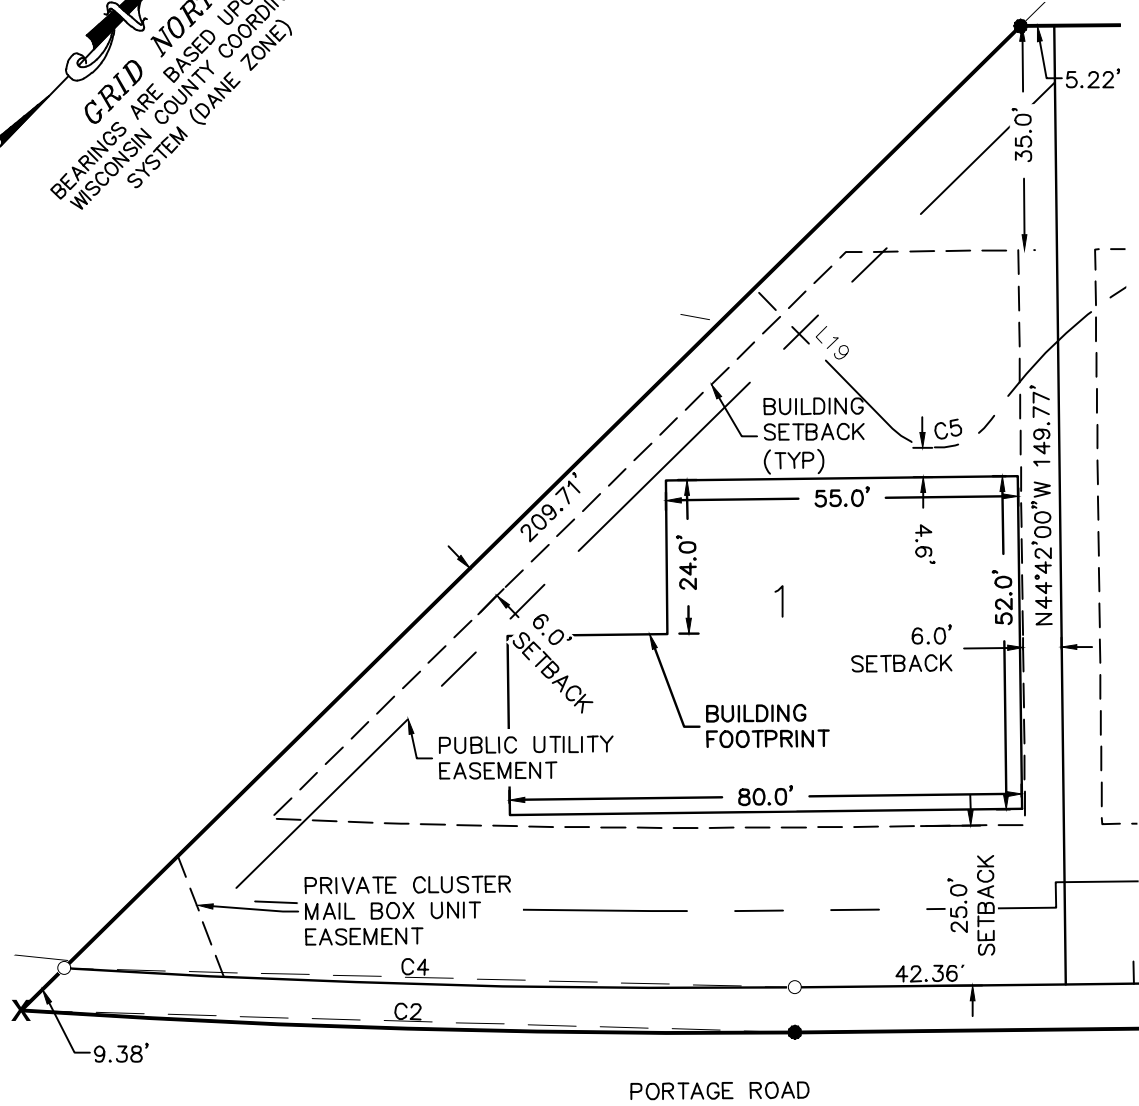 GRID NOR
BEARINGS ARE BASED UPO
WISCONSIN COUNTY COORDIN
SYSTEM (DANE ZONE)
5.22'
35.0'
L19
BUILDING
SETBACK
(TYP)
C5
209.71'
55.0'
4.6'
N44°42'00"W 149.77'
24.0'
1
52.0'
6.0'
SETBACK
6.0'
SETBACK
BUILDING
FOOTPRINT
PUBLIC UTILITY
EASEMENT
80.0'
PRIVATE CLUSTER
MAIL BOX UNIT
EASEMENT
25.0'
SETBACK
C4
42.36'
X
C2
9.38'
PORTAGE ROAD